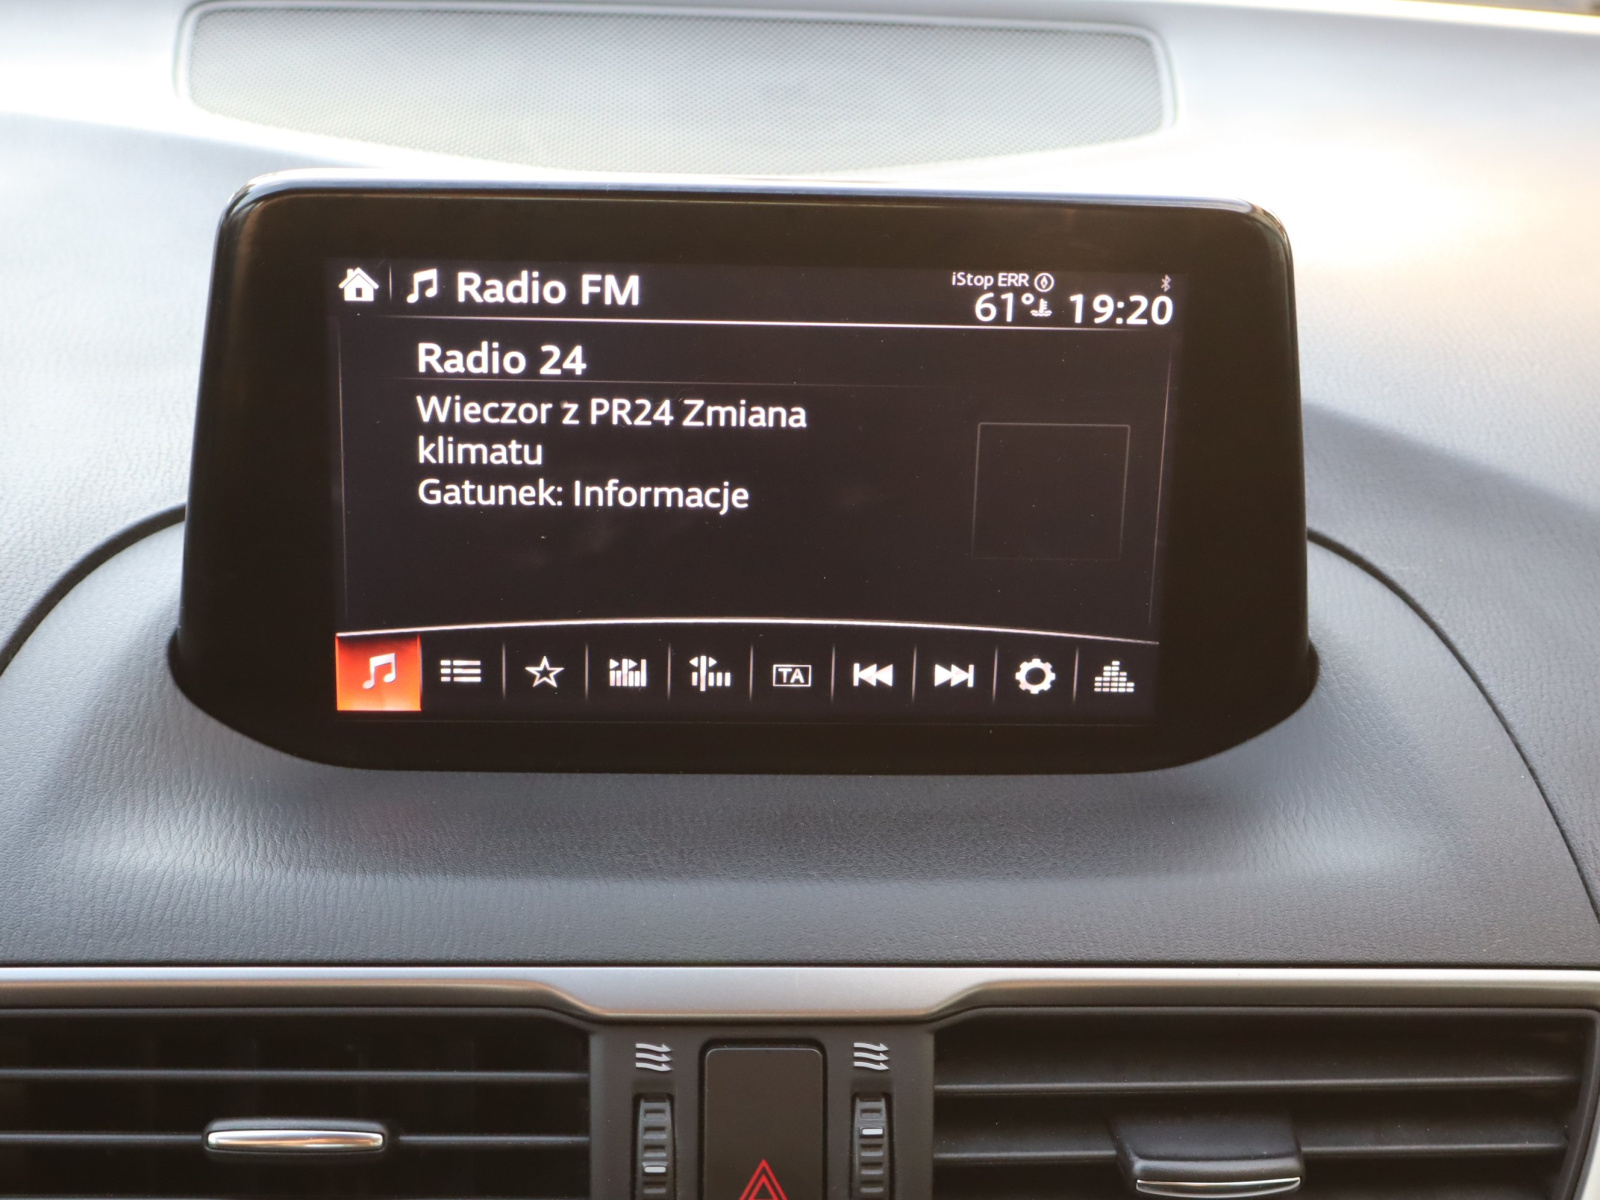 Radio FM
iStop ERR
61° 19:20
Radio 24
Wieczor z PR24 Zmiana
klimatu
Gatunek: Informacje
TA